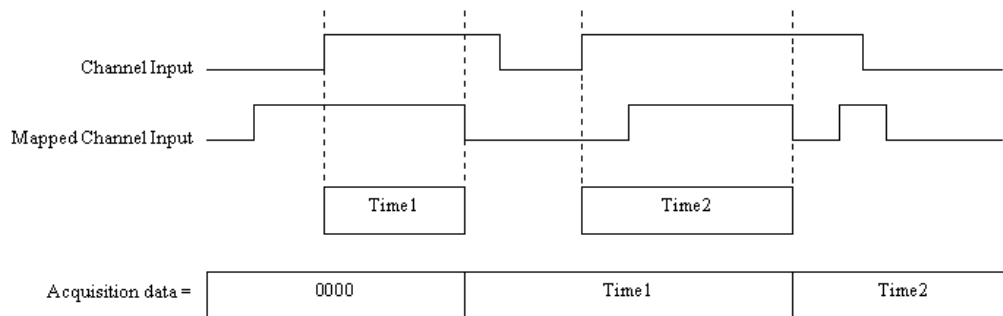 Channel Input
Mapped Channel Input
Time1
Time2
Acquisition data =
0000
Time1
Time2